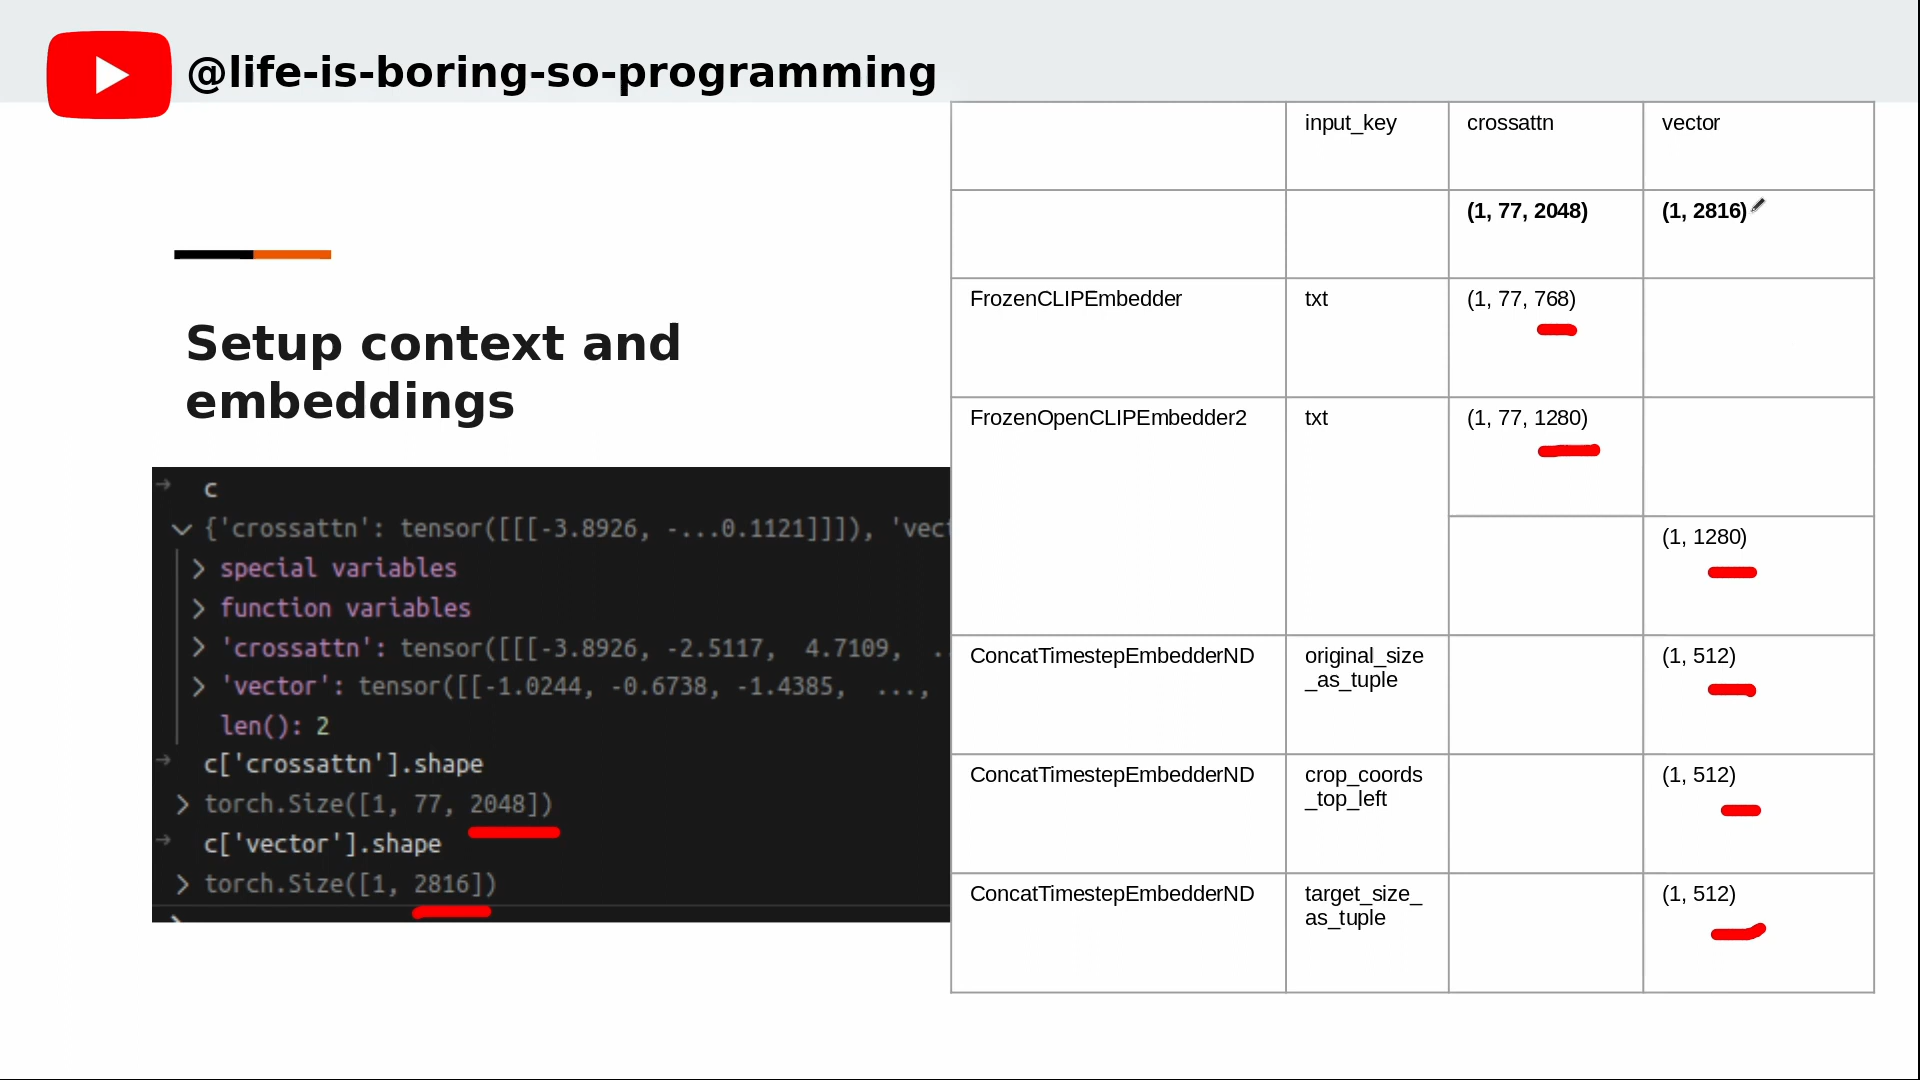 @life-is-boring-so-programming
Setup context and
embeddings
c
{'crossattn': tensor([[[-3.8926, -...0.1121]]]), 'vect
special variables
function variables
'crossattn': tensor([[[-3.8926, -2.5117, 4.7109, ..
'vector': tensor([[-1.0244, -0.6738, -1.4385, ...,
len(): 2
c['crossattn'].shape
torch.Size([1, 77, 2048])
c['vector'].shape
torch.Size([1, 2816])
input_key crossattn vector
(1, 77, 2048) (1, 2816)
FrozenCLIPEmbedder txt (1, 77, 768)
FrozenOpenCLIPEmbedder2 txt (1, 77, 1280)
(1, 1280)
ConcatTimestepEmbedderND original_size (1, 512)
_as_tuple
ConcatTimestepEmbedderND crop_coords (1, 512)
_top_left
ConcatTimestepEmbedderND target_size_ (1, 512)
as_tuple